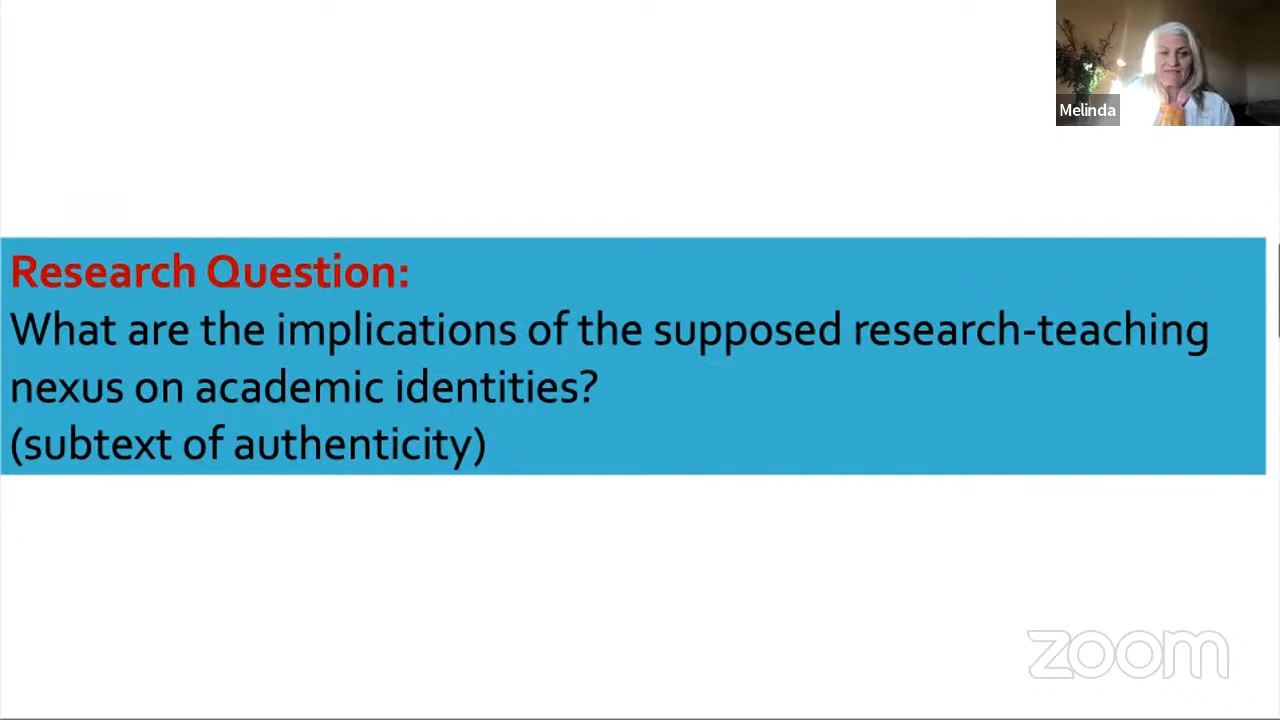 Melinda
Research Question:
What are the implications of the supposed research-teaching
nexus on academic identities?
(subtext of authenticity)
zoom